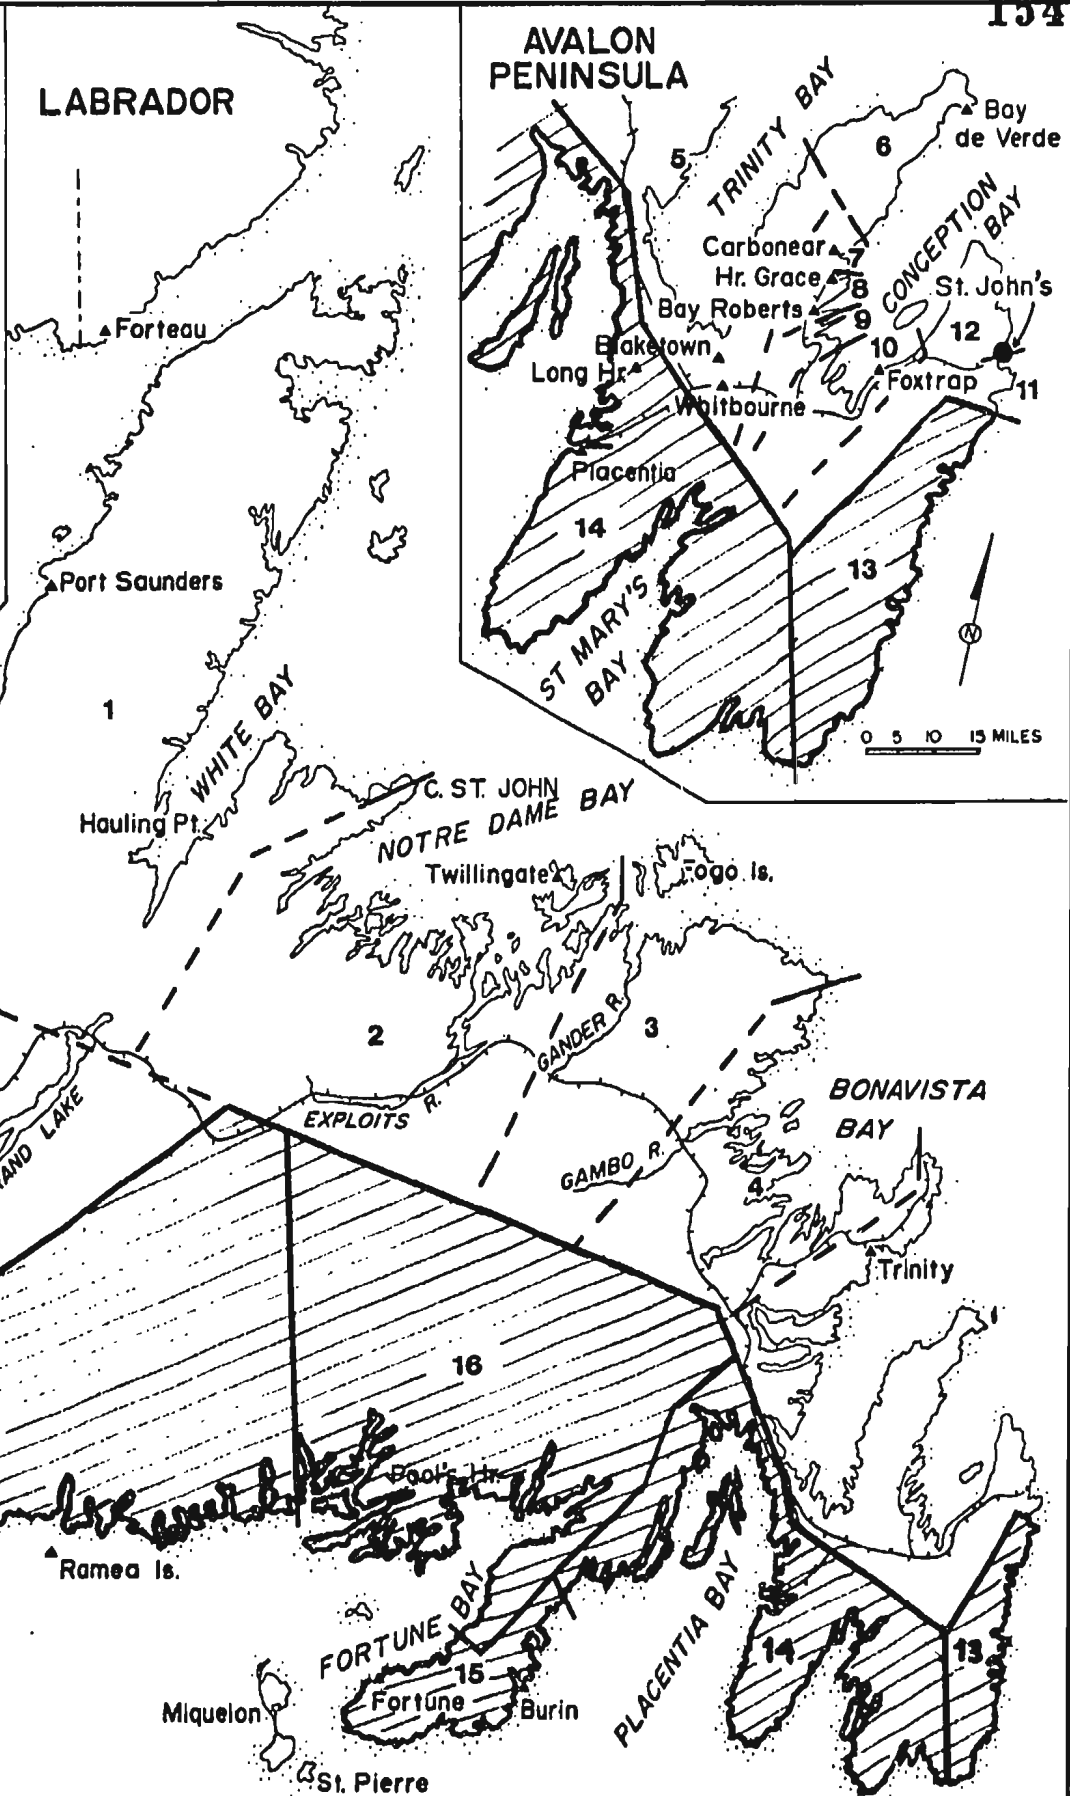 154
LABRADOR
Forteau
Port Saunders
1
WHITE BAY
Hauling Pt.
AVALON
PENINSULA
TRINITY BAY
5
6
Bay
de Verde
CONCEPTION
BAY
Carbonear
7
Hr. Grace
8
St. John's
Bay Roberts
9
12
Blaketown
10
Long Hr.
Foxtrap
11
Whitbourne
Placentia
14
13
ST MARY'S
BAY
N
0 5 10 15 MILES
C. ST. JOHN
NOTRE DAME BAY
Twillingate
Fogo Is.
2
GANDER R.
3
EXPLOITS R.
GAMBO R.
BONAVISTA
BAY
4
Trinity
AND LAKE
16
Pool's Hr.
Ramea Is.
FORTUNE BAY
15
Fortune
Burin
PLACENTIA BAY
14
13
Miquelon
St. Pierre